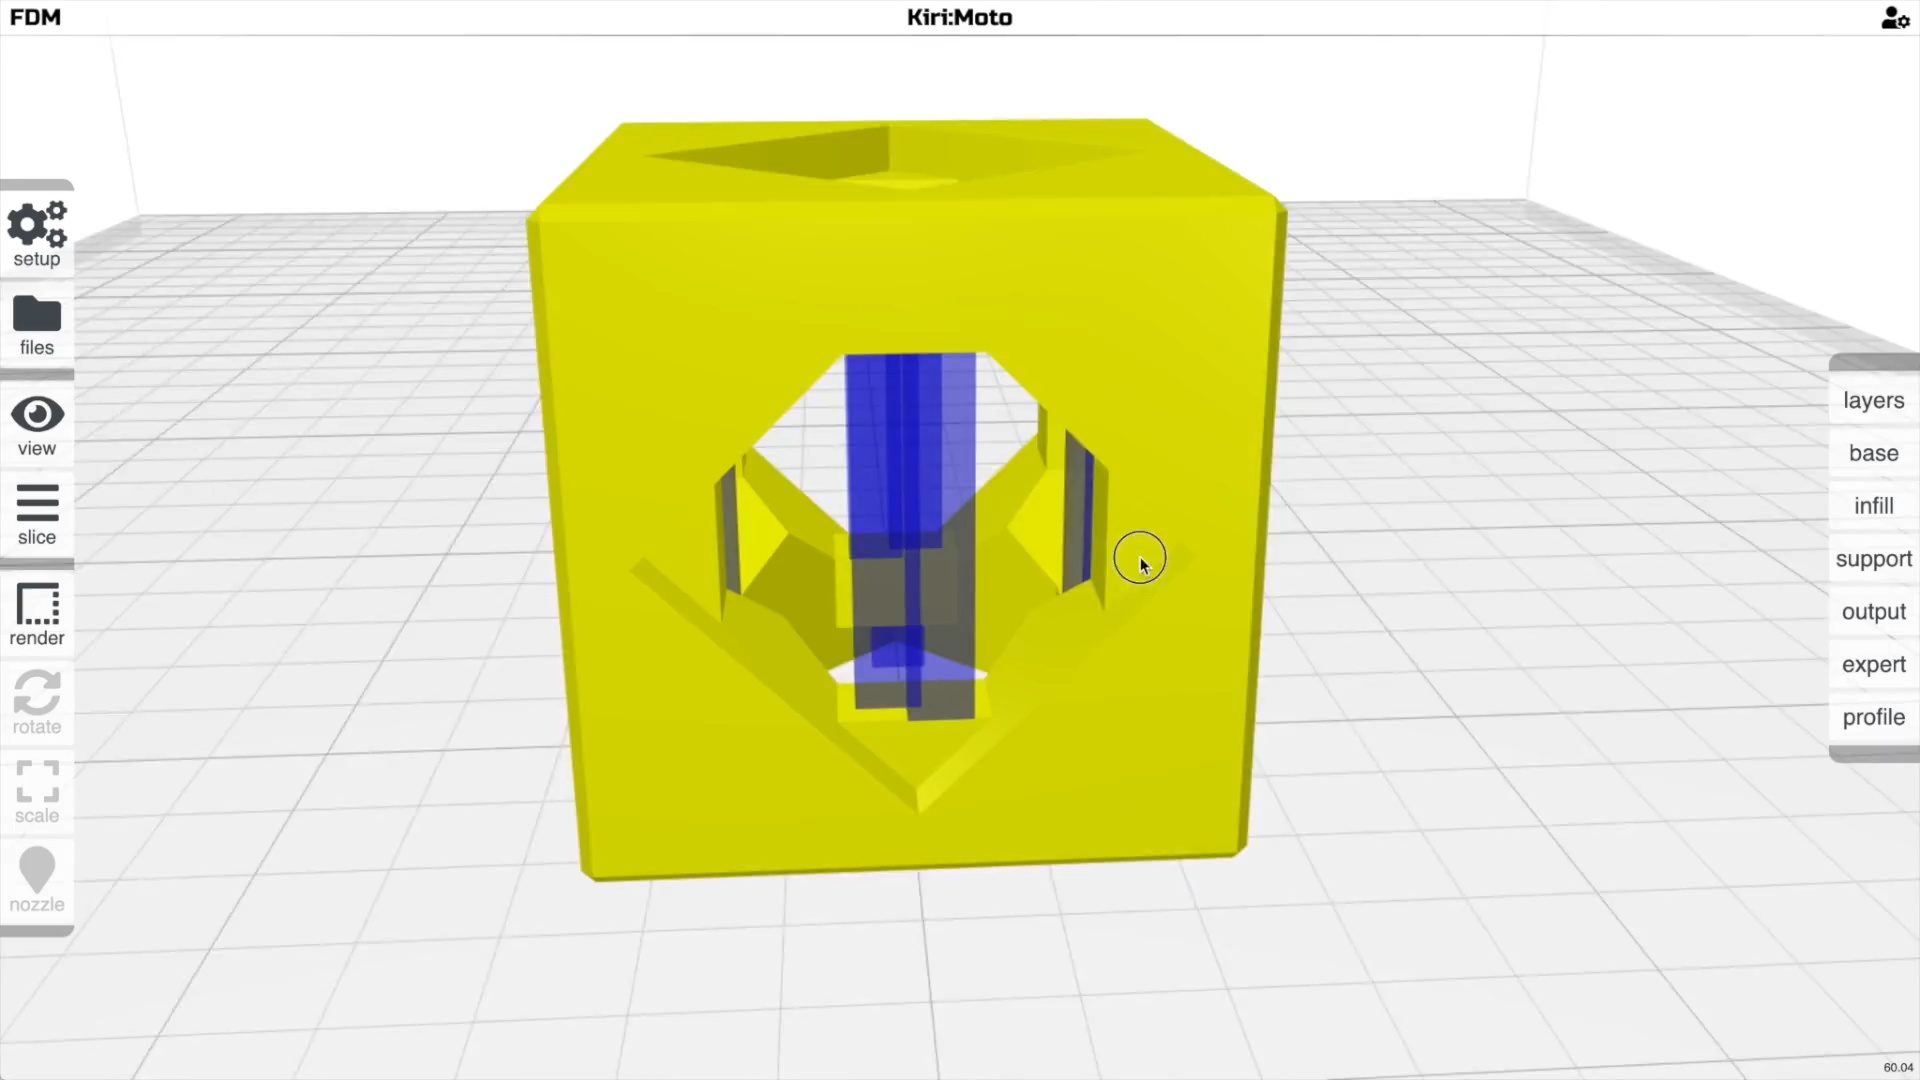 FDM
Kiri:Moto
setup
files
view
slice
render
rotate
scale
nozzle
layers
base
infill
support
output
expert
profile
60.04